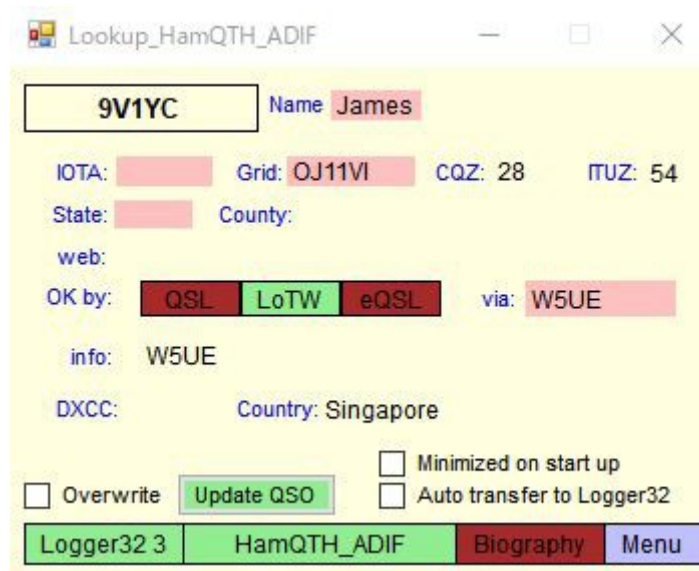 Lookup_HamQTH_ADIF
9V1YC Name James
IOTA: Grid: OJ11VI CQZ: 28 ITUZ: 54
State: County:
web:
OK by: QSL LoTW eQSL via: W5UE
info: W5UE
DXCC: Country: Singapore
Minimized on start up
Overwrite Update QSO Auto transfer to Logger32
Logger32 3 HamQTH_ADIF Biography Menu